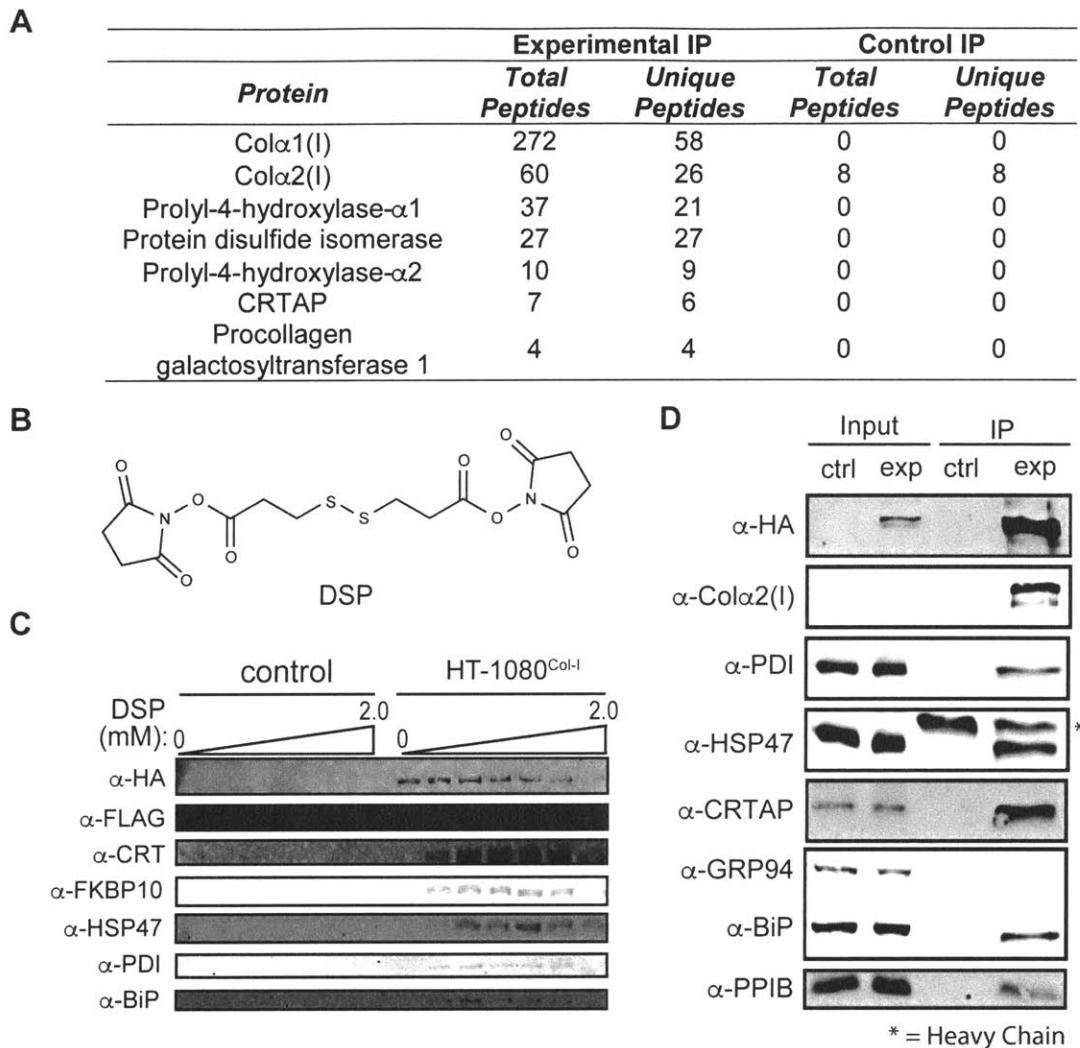 A
Experimental IP Control IP
Protein Total Peptides Unique Peptides Total Peptides Unique Peptides
Colα1(I) 272 58 0 0
Colα2(I) 60 26 8 8
Prolyl-4-hydroxylase-α1 37 21 0 0
Protein disulfide isomerase 27 27 0 0
Prolyl-4-hydroxylase-α2 10 9 0 0
CRTAP 7 6 0 0
Procollagen galactosyltransferase 1 4 4 0 0
B
O O O N O O S S O O N O O
DSP
C
control HT-1080Col-I
DSP (mM): 0 2.0 0 2.0
α-HA
α-FLAG
α-CRT
α-FKBP10
α-HSP47
α-PDI
α-BiP
D
Input IP
ctrl exp ctrl exp
α-HA
α-Colα2(I)
α-PDI
α-HSP47 *
α-CRTAP
α-GRP94
α-BiP
α-PPIB
* = Heavy Chain